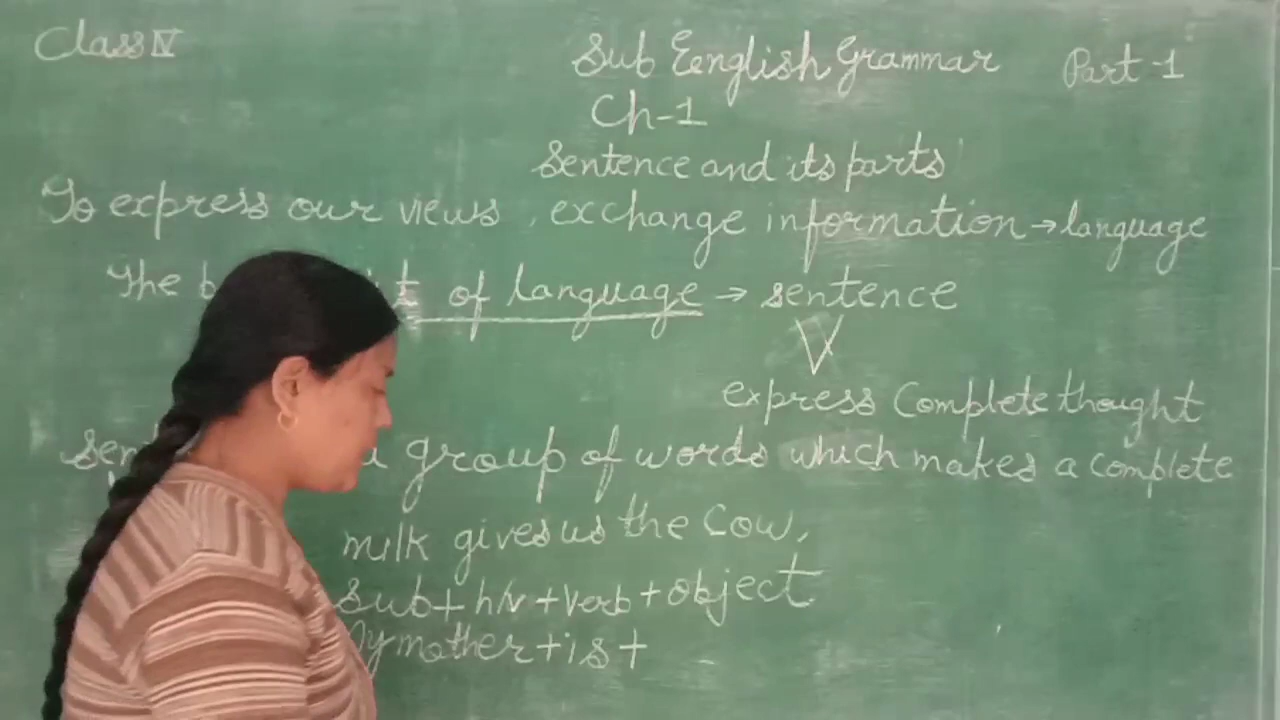 Class IV
Sub Eenglish Grammar Part-1
Ch-1
Sentence and its parts
To express our views, exchange information → language
The of language → sentence
express Complete thought
a group of words which makes a complete
milk gives us the Cow,
Sub + h/v + Verb + object
My mother + is +